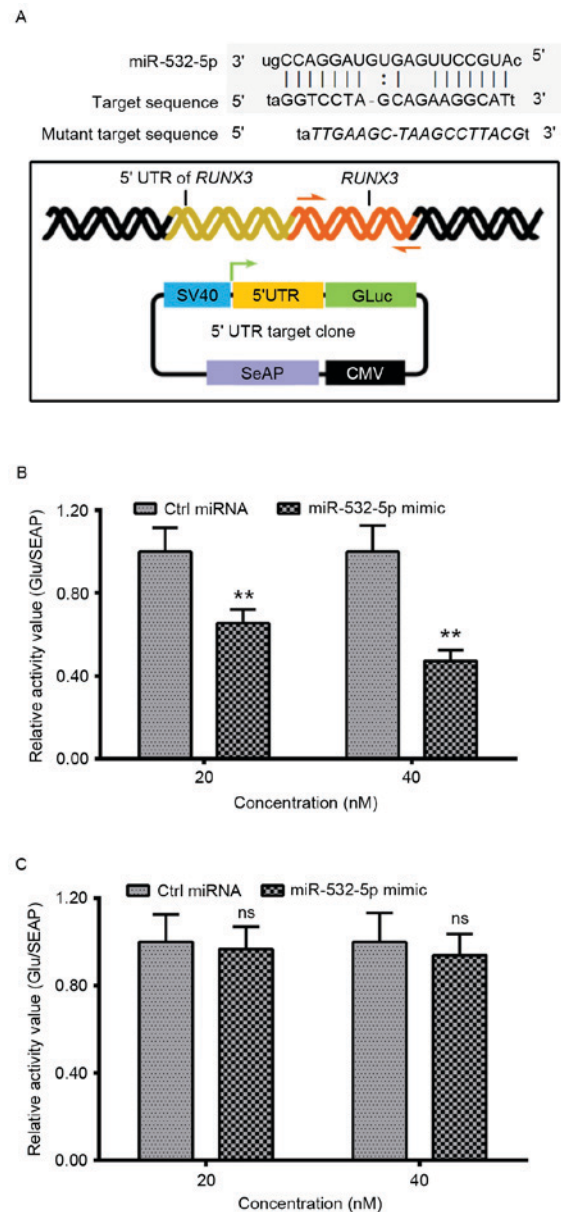 A
miR-532-5p 3' ugCCAGGAUGUGAGUUCCGUAc 5'
Target sequence 5' taGGTCCTA-GCAGAAGGCATt 3'
Mutant target sequence 5' taTTGAAGC-TAAGCCTTACGt 3'
5' UTR of RUNX3 RUNX3
SV40 5'UTR GLuc
5' UTR target clone
SeAP CMV
B
Ctrl miRNA miR-532-5p mimic
Relative activity value (Glu/SEAP)
1.20
0.80
0.40
0.00
** **
20 40
Concentration (nM)
C
Ctrl miRNA miR-532-5p mimic
Relative activity value (Glu/SEAP)
1.20
0.80
0.40
0.00
ns ns
20 40
Concentration (nM)